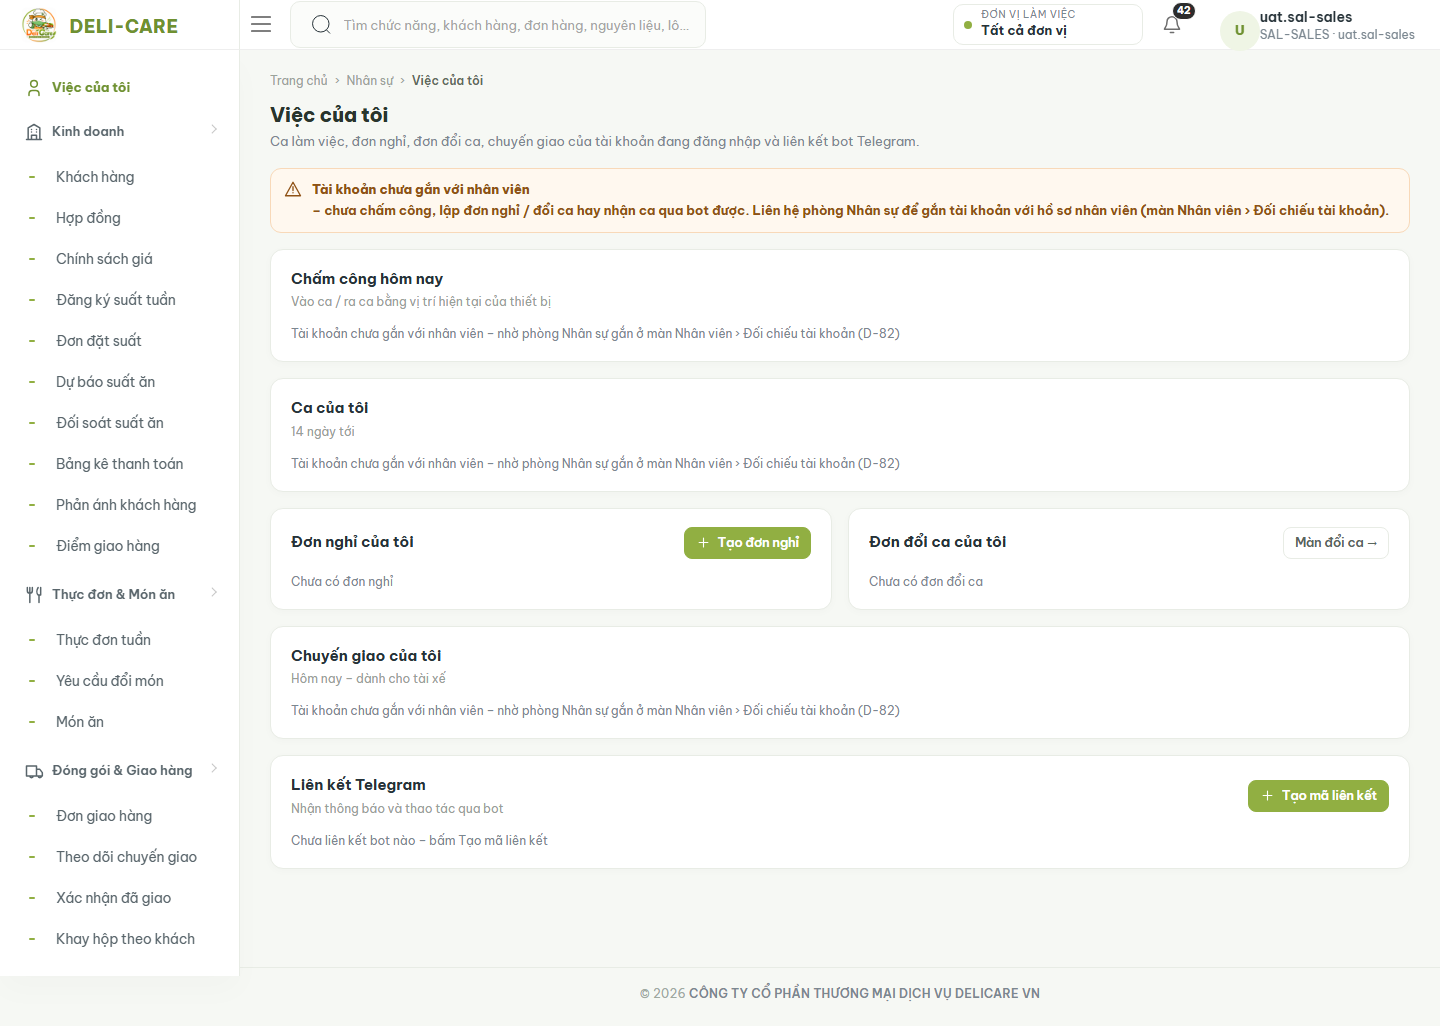 DELI-CARE
Tìm chức năng, khách hàng, đơn hàng, nguyên liệu, lô...
ĐƠN VỊ LÀM VIỆC
Tất cả đơn vị
42
U
uat.sal-sales
SAL-SALES · uat.sal-sales
Việc của tôi
Kinh doanh
Khách hàng
Hợp đồng
Chính sách giá
Đăng ký suất tuần
Đơn đặt suất
Dự báo suất ăn
Đối soát suất ăn
Bảng kê thanh toán
Phản ánh khách hàng
Điểm giao hàng
Thực đơn & Món ăn
Thực đơn tuần
Yêu cầu đổi món
Món ăn
Đóng gói & Giao hàng
Đơn giao hàng
Theo dõi chuyến giao
Xác nhận đã giao
Khay hộp theo khách
Trang chủ › Nhân sự › Việc của tôi
Việc của tôi
Ca làm việc, đơn nghỉ, đơn đổi ca, chuyến giao của tài khoản đang đăng nhập và liên kết bot Telegram.
Tài khoản chưa gắn với nhân viên
– chưa chấm công, lập đơn nghỉ / đổi ca hay nhận ca qua bot được. Liên hệ phòng Nhân sự để gắn tài khoản với hồ sơ nhân viên (màn Nhân viên › Đối chiếu tài khoản).
Chấm công hôm nay
Vào ca / ra ca bằng vị trí hiện tại của thiết bị
Tài khoản chưa gắn với nhân viên – nhờ phòng Nhân sự gắn ở màn Nhân viên › Đối chiếu tài khoản (D-82)
Ca của tôi
14 ngày tới
Tài khoản chưa gắn với nhân viên – nhờ phòng Nhân sự gắn ở màn Nhân viên › Đối chiếu tài khoản (D-82)
Đơn nghỉ của tôi
Tạo đơn nghỉ
Chưa có đơn nghỉ
Đơn đổi ca của tôi
Màn đổi ca →
Chưa có đơn đổi ca
Chuyến giao của tôi
Hôm nay – dành cho tài xế
Tài khoản chưa gắn với nhân viên – nhờ phòng Nhân sự gắn ở màn Nhân viên › Đối chiếu tài khoản (D-82)
Liên kết Telegram
Nhận thông báo và thao tác qua bot
Tạo mã liên kết
Chưa liên kết bot nào – bấm Tạo mã liên kết
© 2026 CÔNG TY CỔ PHẦN THƯƠNG MẠI DỊCH VỤ DELICARE VN